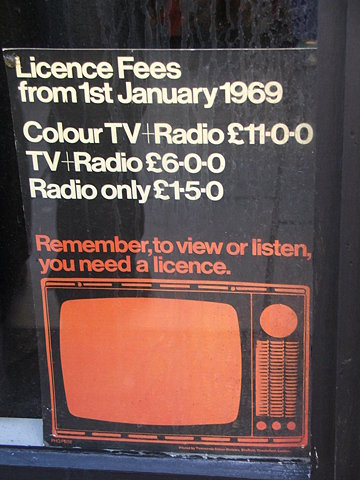 Licence Fees
from 1st January 1969
Colour TV+Radio £11-0-0
TV+Radio £6-0-0
Radio only £1-5-0
Remember, to view or listen,
you need a licence.